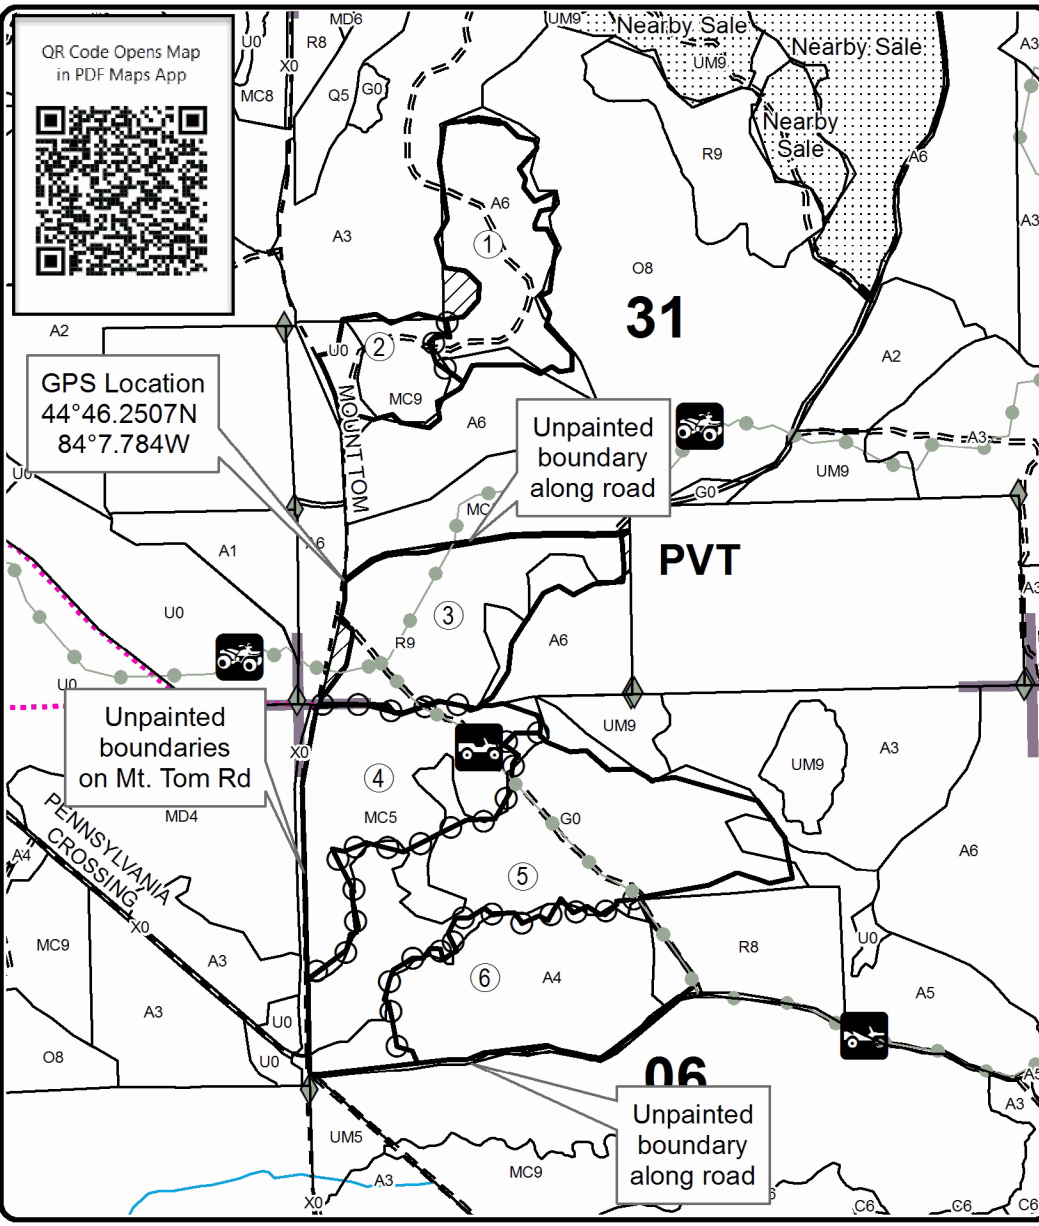 QR Code Opens Map
in PDF Maps App
U0
X0
MC8
MD6
R8
Q5
G0
UM9
Nearby Sale
UM9
Nearby Sale
Nearby
Sale
A3
R9
A6
A6
1
A3
A3
O8
31
A2
U0
2
MC9
A2
GPS Location
44°46.2507N
84°7.784W
MOUNT TOM
A6
Unpainted
boundary
along road
A3
UM9
G0
U0
MC
A6
A1
PVT
A3
U0
3
R9
A6
U0
Unpainted
boundaries
on Mt. Tom Rd
UM9
X0
A3
UM9
4
MC5
MD4
G0
PENNSYLVANIA
CROSSING
A4
A6
5
X0
MC9
A3
R8
U0
6
A4
A5
A3
U0
O8
U0
06
A5
A3
Unpainted
boundary
along road
UM5
A3
MC9
X0
C6
C6